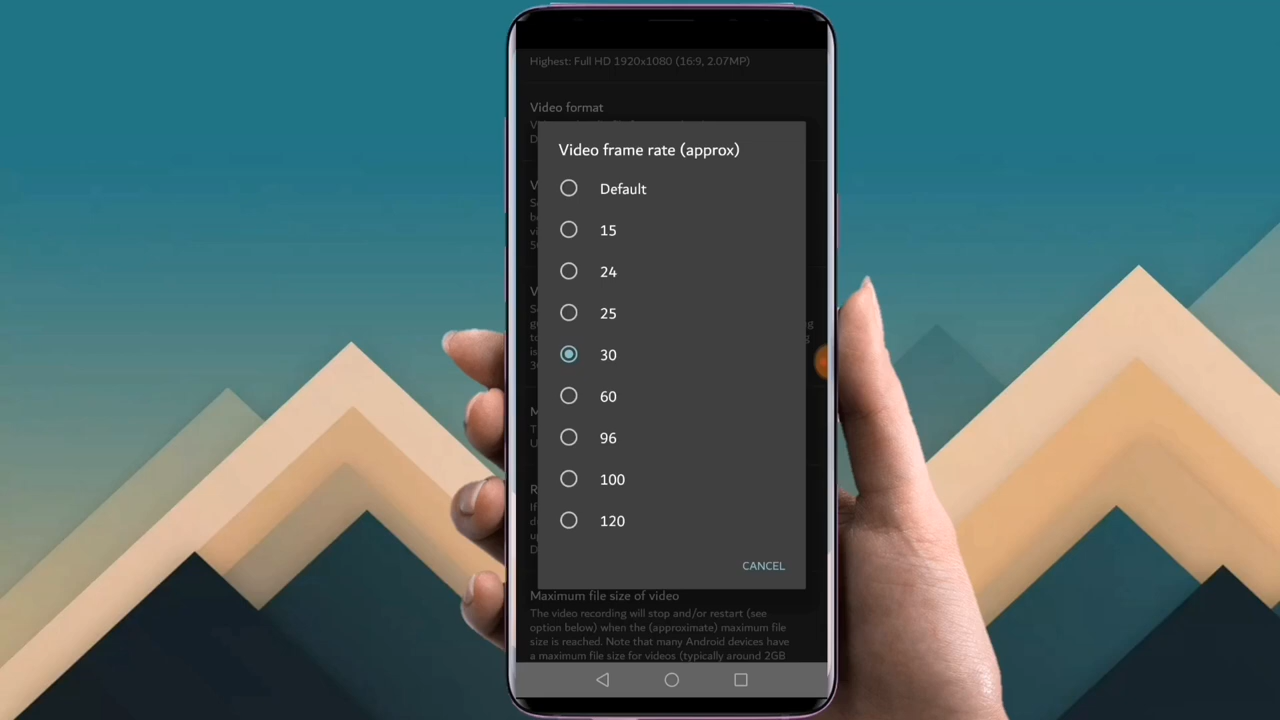 Highest: Full HD 1920x1080 (16:9, 2.07MP)
Video format
Video frame rate (approx)
Default
15
24
25
30
60
96
100
120
CANCEL
Maximum file size of video
The video recording will stop and/or restart (see
option below) when the (approximate) maximum file
size is reached. Note that many Android devices have
a maximum file size for videos (typically around 2GB